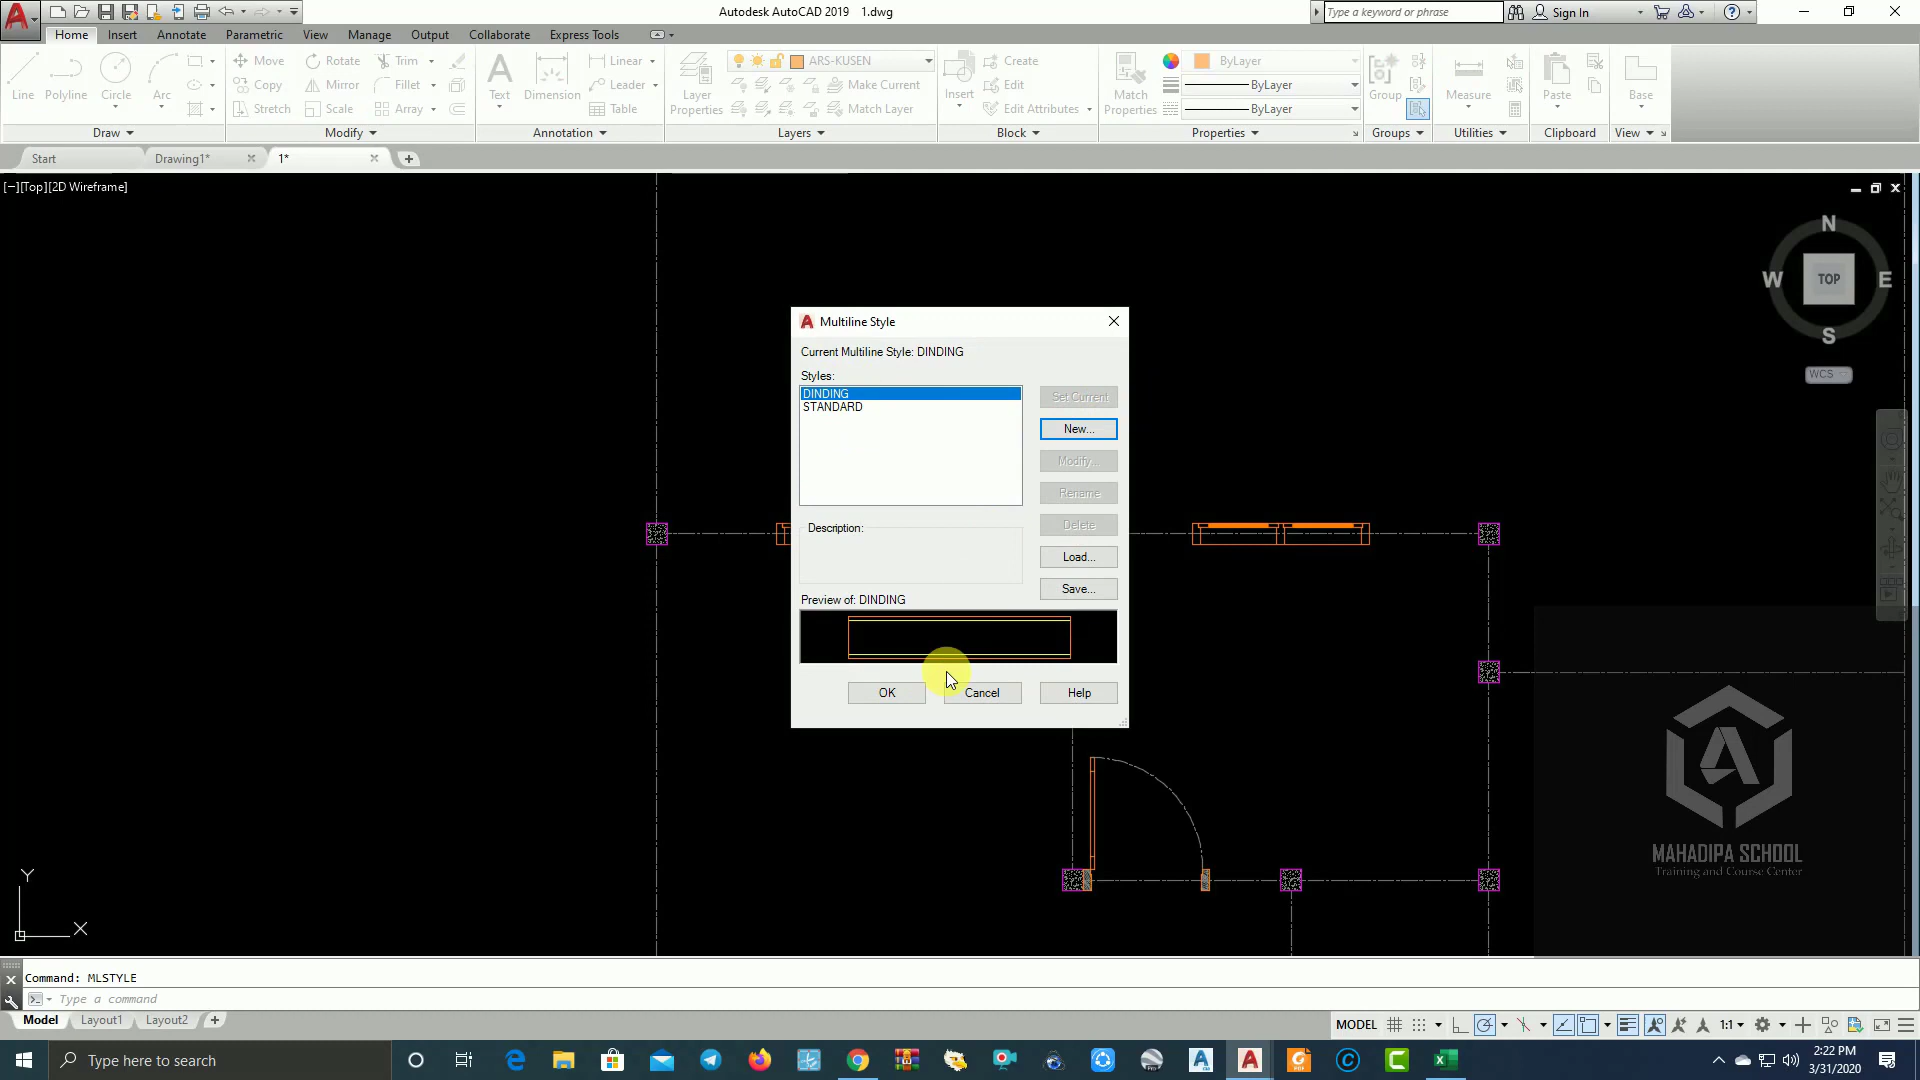 Autodesk AutoCAD 2019 1.dwg
Type a keyword or phrase
Sign In
Home Insert Annotate Parametric View Manage Output Collaborate Express Tools
Line Polyline Circle Arc
Move Rotate Trim
Copy Mirror Fillet
Stretch Scale Array
Text Dimension
Linear
Leader
Table
Layer Properties
ARS-KUSEN
Make Current
Match Layer
Insert
Create
Edit
Edit Attributes
Match Properties
ByLayer
ByLayer
ByLayer
Group
Measure
Paste
Base
Draw Modify Annotation Layers Block Properties Groups Utilities Clipboard View
Start Drawing1* 1*
[−][Top][2D Wireframe]
N
W TOP E
S
WCS
Multiline Style
Current Multiline Style: DINDING
Styles:
DINDING
STANDARD
Set Current
New...
Modify...
Rename
Delete
Load...
Save...
Description:
Preview of: DINDING
OK Cancel Help
MAHADIPA SCHOOL
Training and Course Center
Y
X
Command: MLSTYLE
Type a command
Model Layout1 Layout2
MODEL 1:1
Type here to search
2:22 PM
3/31/2020